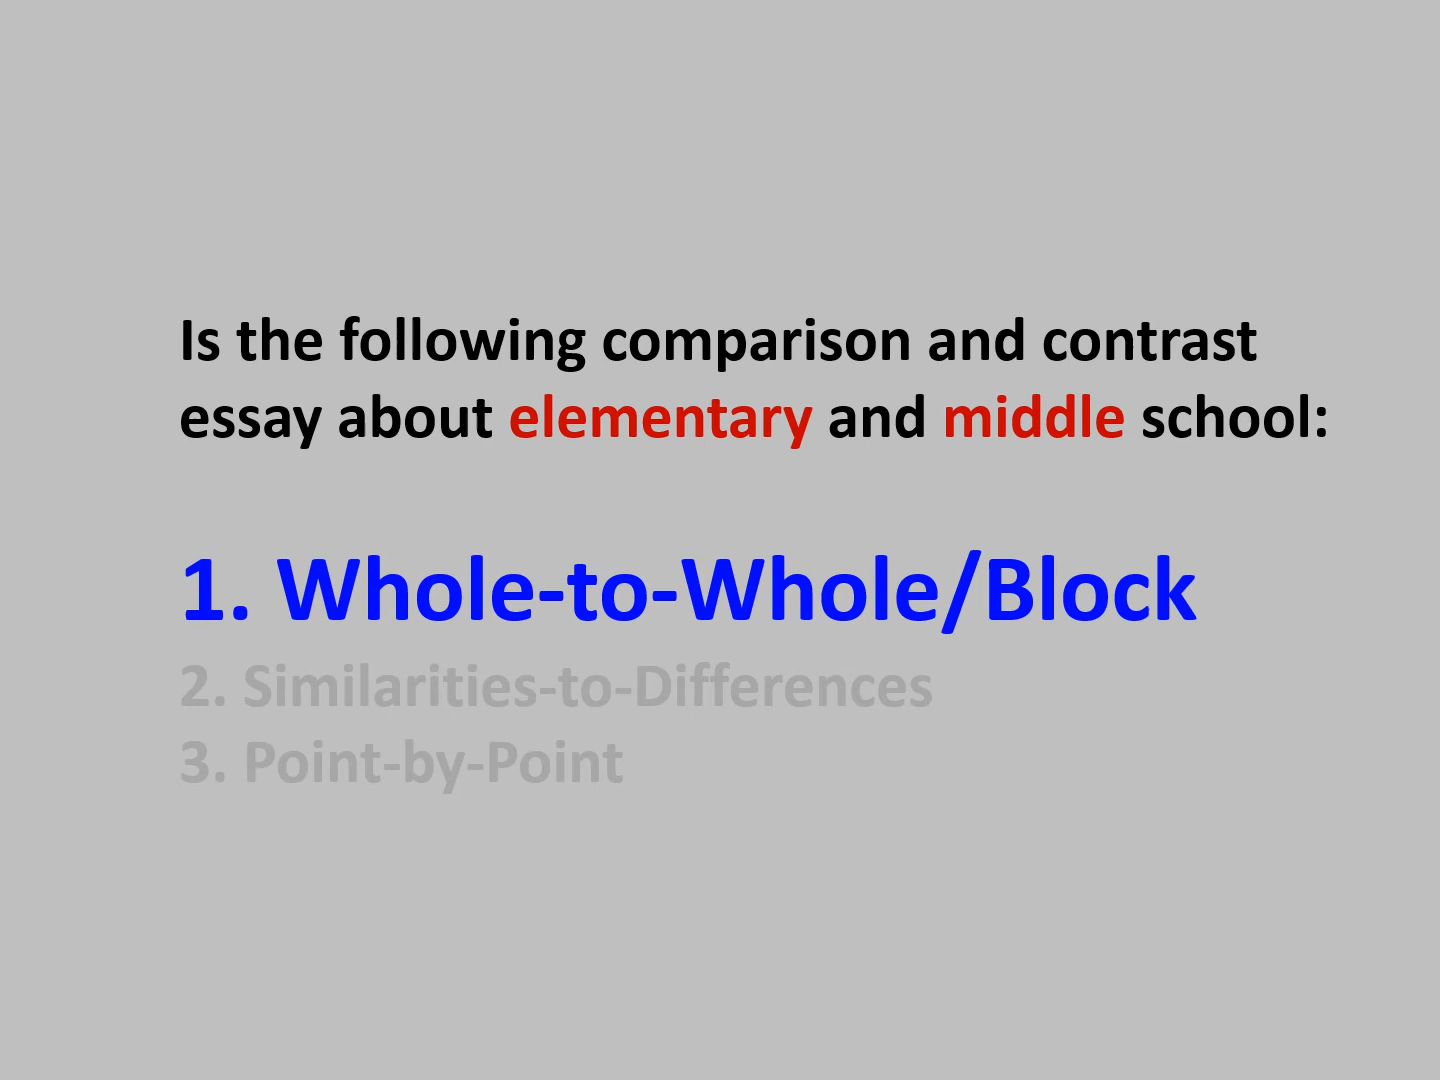 Is the following comparison and contrast
essay about elementary and middle school:
1. Whole-to-Whole/Block
2. Similarities-to-Differences
3. Point-by-Point